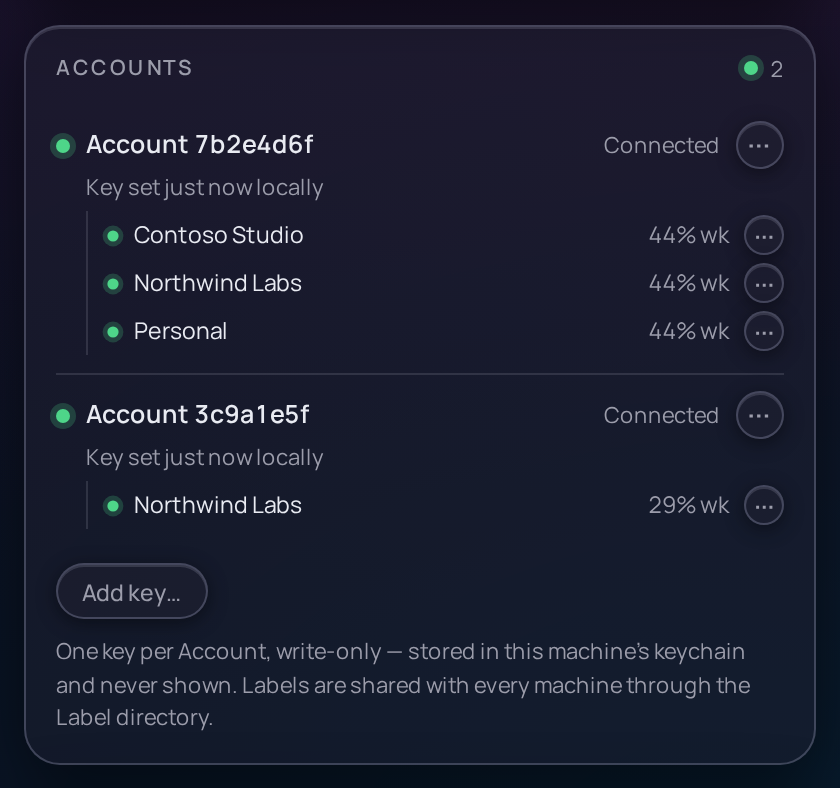 ACCOUNTS
2
Account 7b2e4d6f
Connected
...
Key set just now locally
Contoso Studio
44% wk
...
Northwind Labs
44% wk
...
Personal
44% wk
...
Account 3c9a1e5f
Connected
...
Key set just now locally
Northwind Labs
29% wk
...
Add key...
One key per Account, write-only — stored in this machine’s keychain
and never shown. Labels are shared with every machine through the
Label directory.